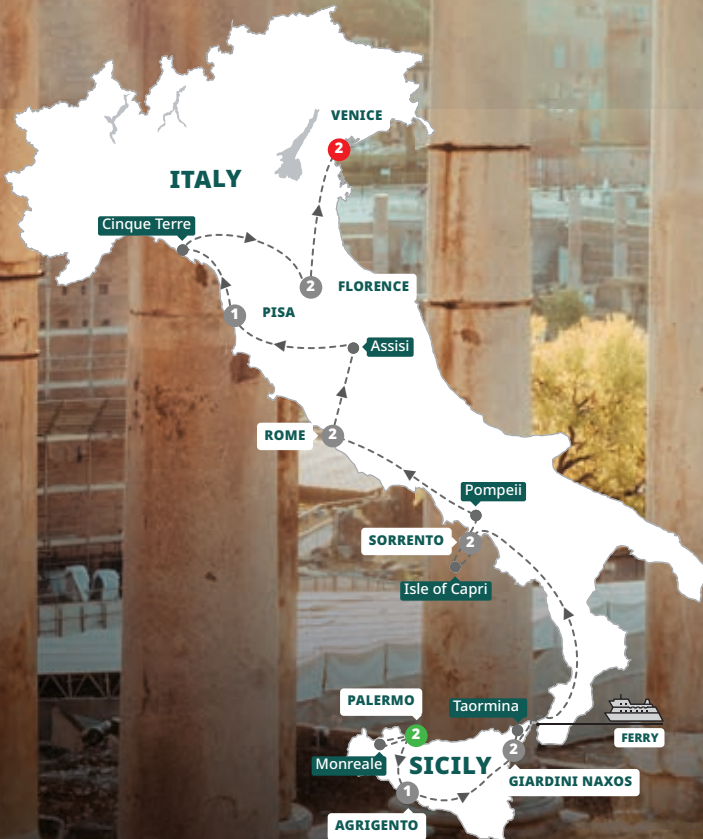 VENICE
2
ITALY
Cinque Terre
2
FLORENCE
1
PISA
Assisi
ROME
2
Pompeii
SORRENTO
2
Isle of Capri
PALERMO
2
Taormina
FERRY
Monreale
SICILY
2
GIARDINI NAXOS
1
AGRIGENTO